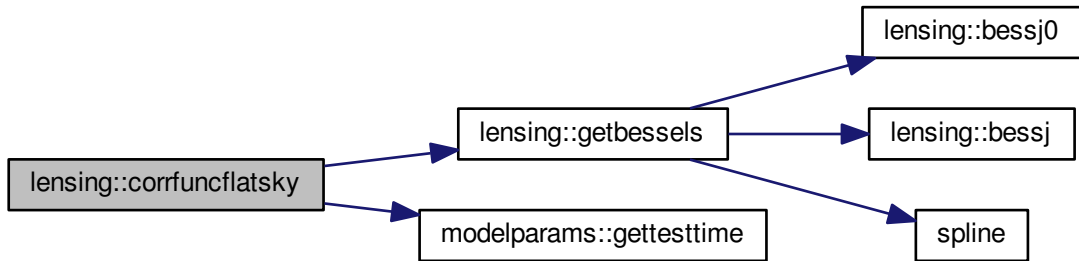 lensing::bessj0
lensing::getbessels
lensing::bessj
lensing::corrfuncflatsky
modelparams::gettesttime
spline